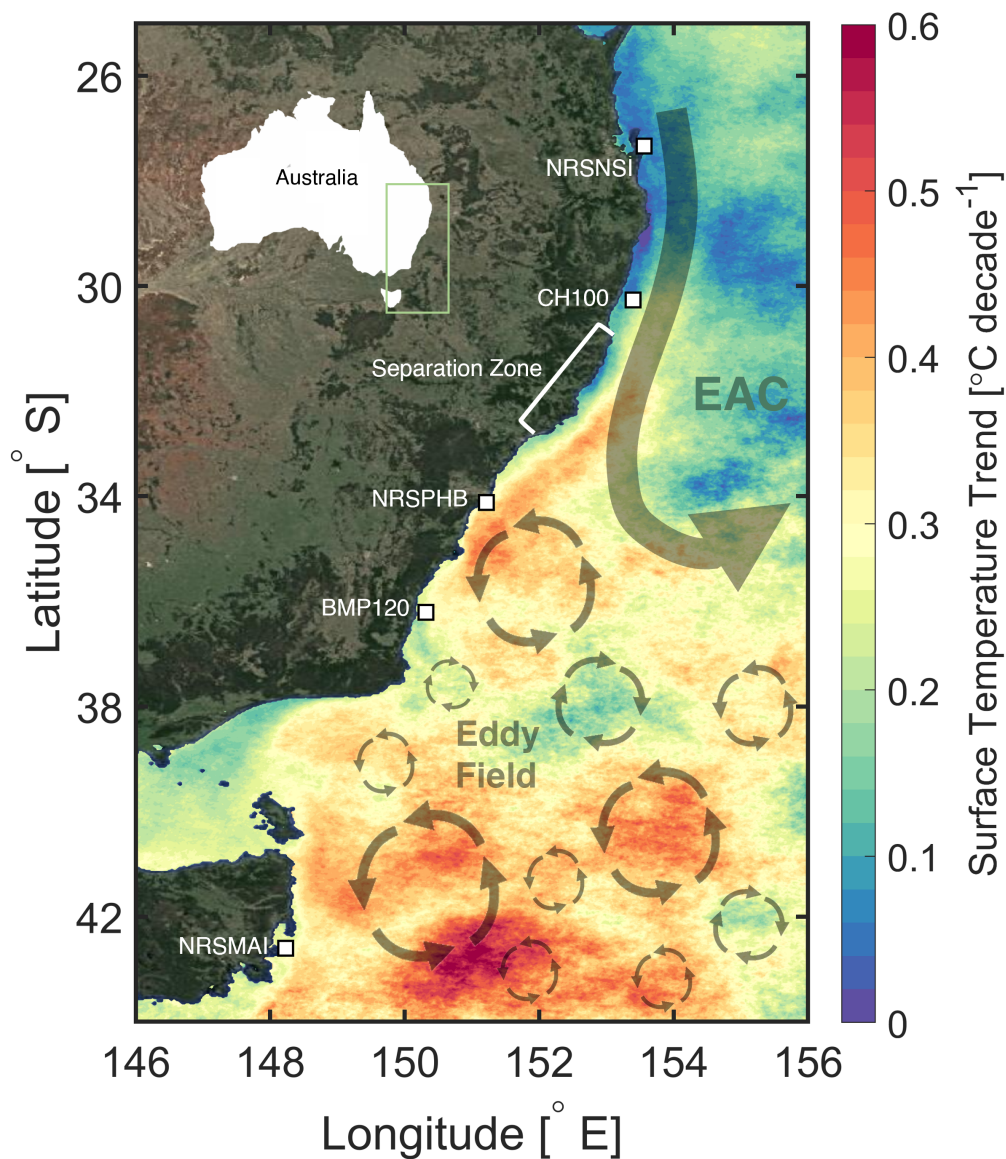 26
30
34
38
42
Latitude [° S]
146
148
150
152
154
156
Longitude [° E]
Australia
NRSNSI
CH100
Separation Zone
EAC
NRSPHB
BMP120
Eddy
Field
NRSMAI
0.6
0.5
0.4
0.3
0.2
0.1
0
Surface Temperature Trend [°C decade-1]